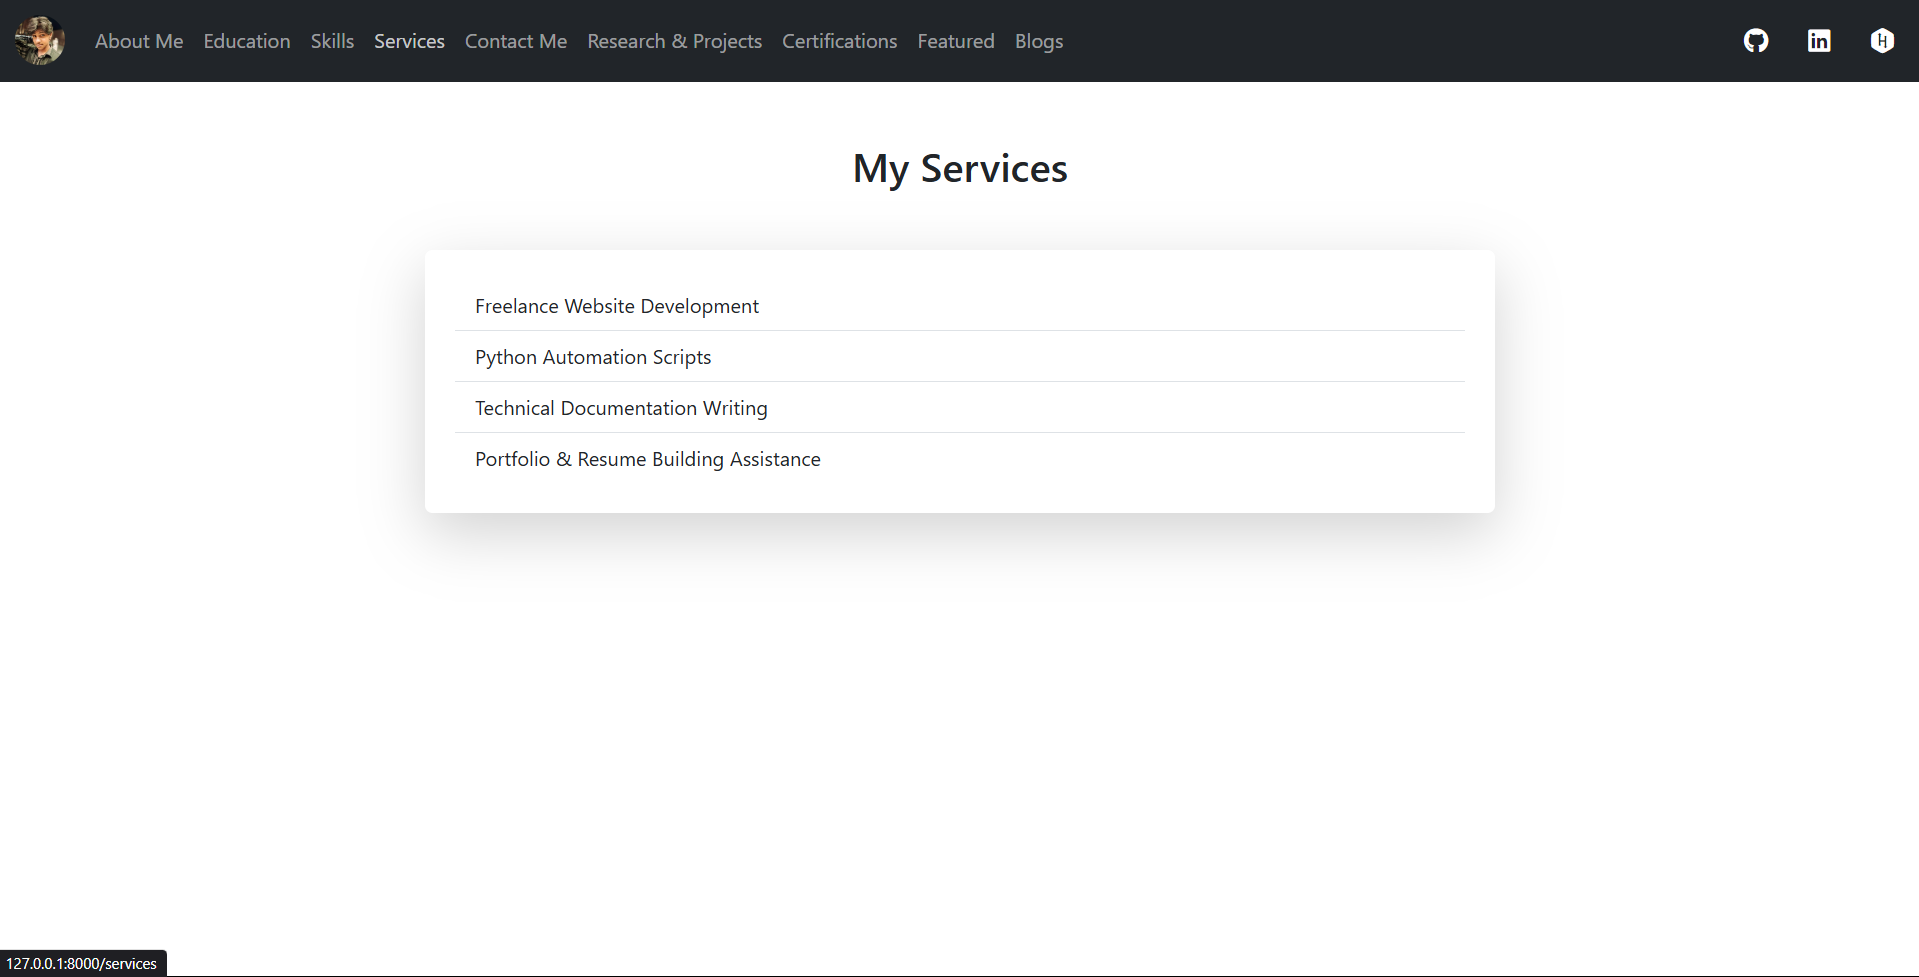 About Me Education Skills Services Contact Me Research & Projects Certifications Featured Blogs
My Services
Freelance Website Development
Python Automation Scripts
Technical Documentation Writing
Portfolio & Resume Building Assistance
127.0.0.1:8000/services